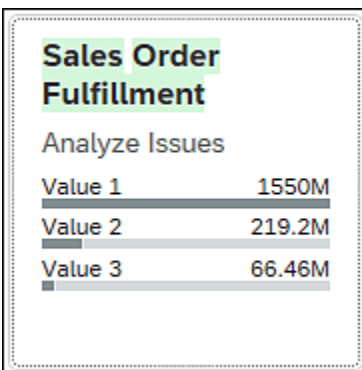 Sales Order
Fulfillment
Analyze Issues
Value 1 1550M
Value 2 219.2M
Value 3 66.46M